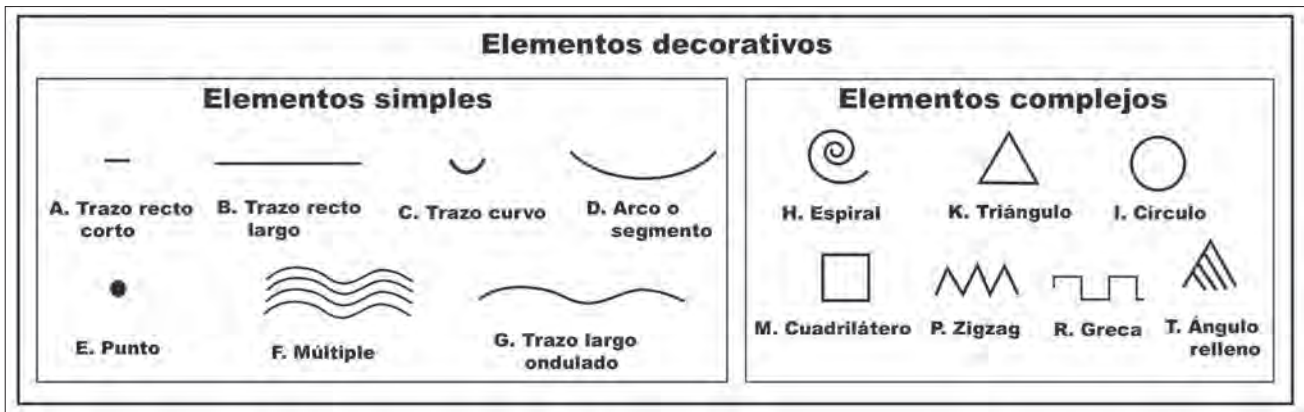 Elementos decorativos
Elementos simples
A. Trazo recto
corto
B. Trazo recto
largo
C. Trazo curvo
D. Arco o
segmento
E. Punto
F. Múltiple
G. Trazo largo
ondulado
Elementos complejos
H. Espiral
K. Triángulo
I. Círculo
M. Cuadrilátero
P. Zigzag
R. Greca
T. Ángulo
relleno